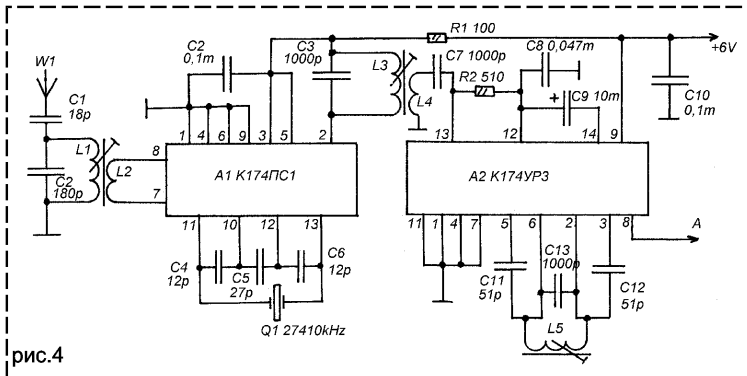 W1
C1
18p
C2
180p
L1
L2
C2
0,1m
C3
1000p
L3
L4
R1 100
C7 1000p
R2 510
C8 0,047m
+
C9 10m
+6V
C10
0,1m
1 4 6 9 3 5 2
8
7
A1 К174ПС1
11 10 12 13
13 12 14 9
A2 К174УР3
11 1 4 7 5 6 2 3 8
A
C4
12p
C5
27p
C6
12p
Q1 27410kHz
C11
51p
C13
1000p
C12
51p
L5
рис.4